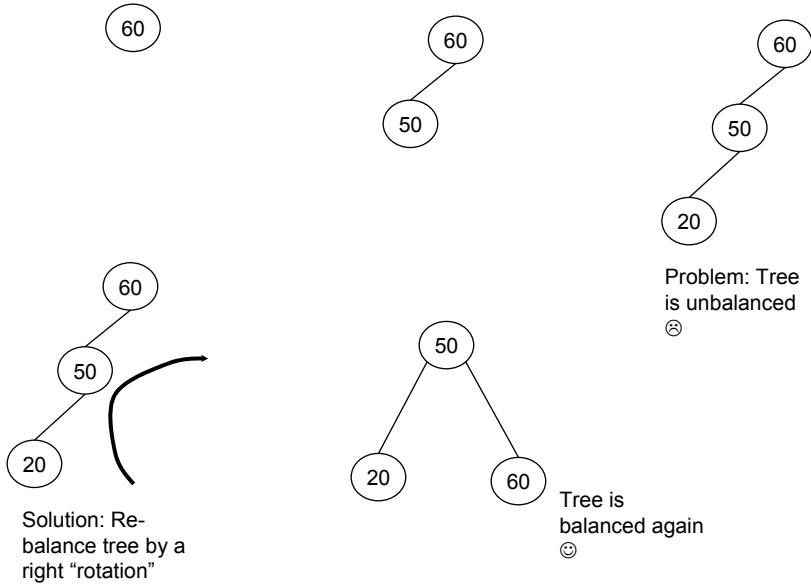 60
60
50
60
50
20
Problem: Tree
is unbalanced
☹
60
50
20
Solution: Re-
balance tree by a
right “rotation”
50
20
60
Tree is
balanced again
☺